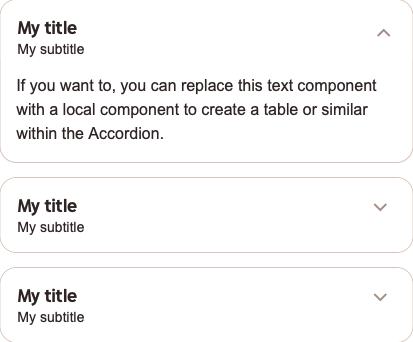 My title
My subtitle
If you want to, you can replace this text component
with a local component to create a table or similar
within the Accordion.
My title
My subtitle
My title
My subtitle